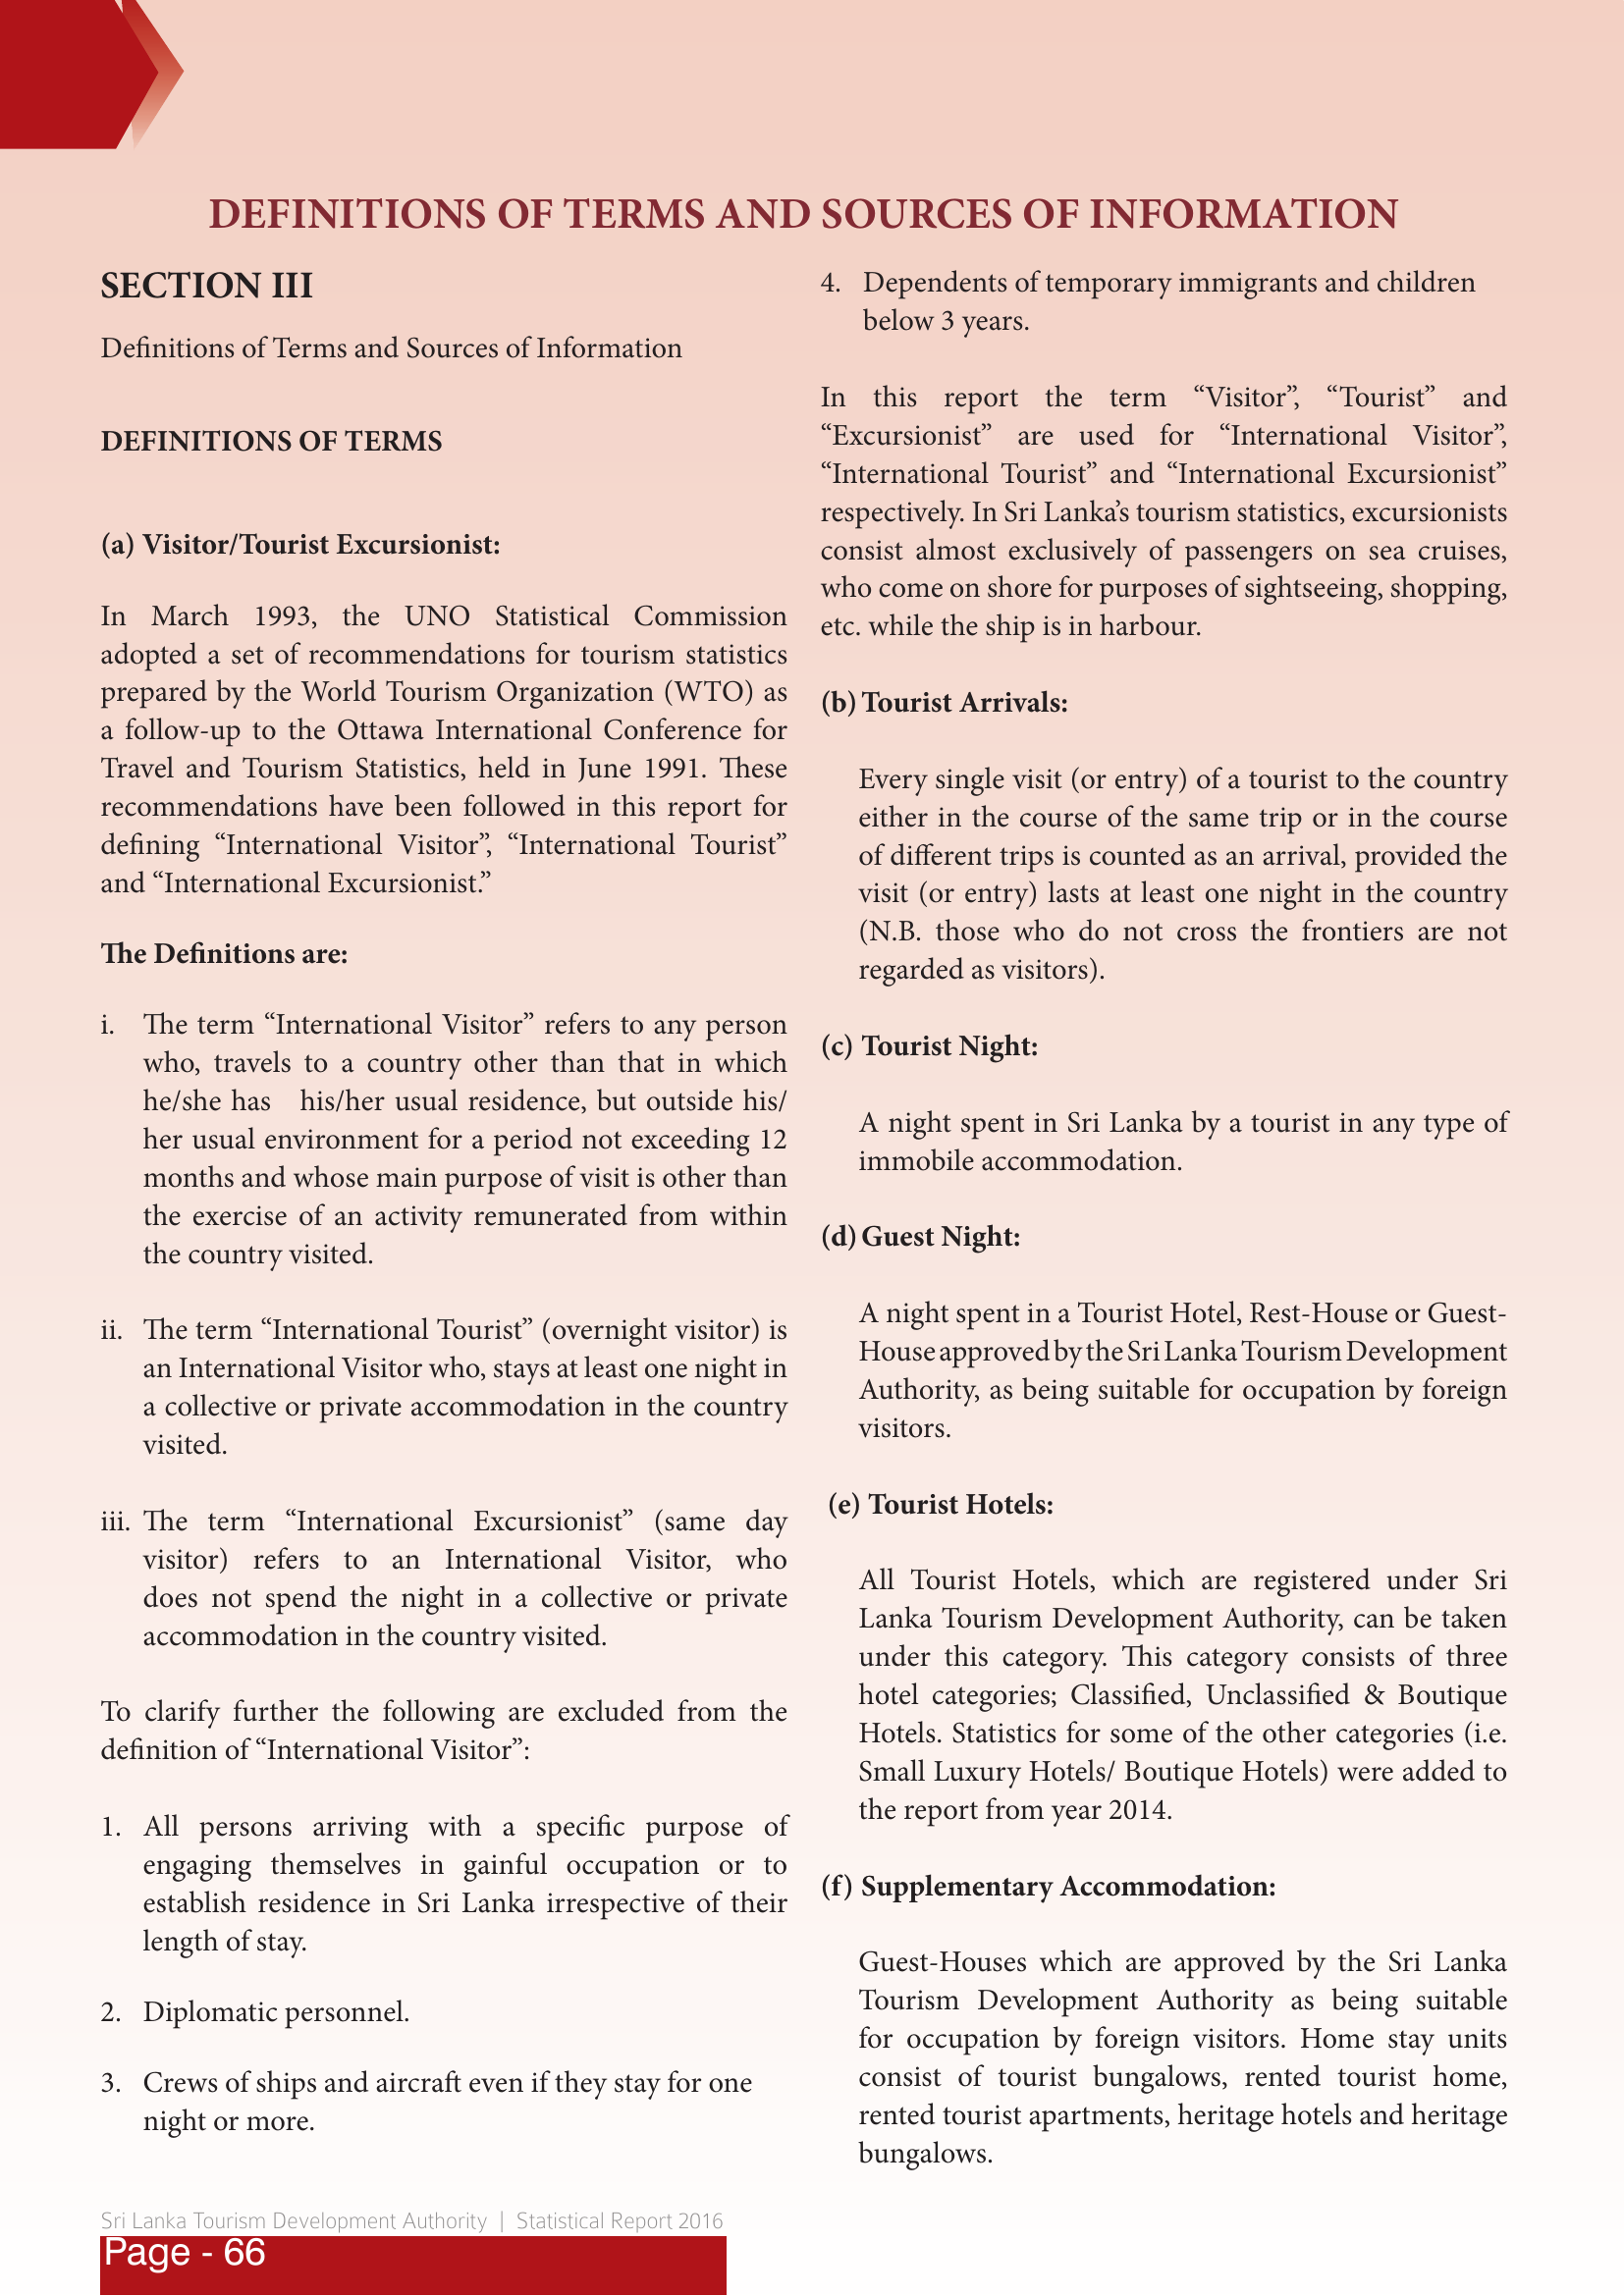 DEFINITIONS OF TERMS AND SOURCES OF INFORMATION
SECTION III
Definitions of Terms and Sources of Information
DEFINITIONS OF TERMS
(a) Visitor/Tourist Excursionist:
In March 1993, the UNO Statistical Commission
adopted a set of recommendations for tourism statistics
prepared by the World Tourism Organization (WTO) as
a follow-up to the Ottawa International Conference for
Travel and Tourism Statistics, held in June 1991. These
recommendations have been followed in this report for
defining “International Visitor”, “International Tourist”
and “International Excursionist.”
The Definitions are:
i. The term “International Visitor” refers to any person
who, travels to a country other than that in which
he/she has his/her usual residence, but outside his/
her usual environment for a period not exceeding 12
months and whose main purpose of visit is other than
the exercise of an activity remunerated from within
the country visited.
ii. The term “International Tourist” (overnight visitor) is
an International Visitor who, stays at least one night in
a collective or private accommodation in the country
visited.
iii. The term “International Excursionist” (same day
visitor) refers to an International Visitor, who
does not spend the night in a collective or private
accommodation in the country visited.
To clarify further the following are excluded from the
definition of “International Visitor”:
1. All persons arriving with a specific purpose of
engaging themselves in gainful occupation or to
establish residence in Sri Lanka irrespective of their
length of stay.
2. Diplomatic personnel.
3. Crews of ships and aircraft even if they stay for one
night or more.
4. Dependents of temporary immigrants and children
below 3 years.
In this report the term “Visitor”, “Tourist” and
“Excursionist” are used for “International Visitor”,
“International Tourist” and “International Excursionist”
respectively. In Sri Lanka’s tourism statistics, excursionists
consist almost exclusively of passengers on sea cruises,
who come on shore for purposes of sightseeing, shopping,
etc. while the ship is in harbour.
(b) Tourist Arrivals:
Every single visit (or entry) of a tourist to the country
either in the course of the same trip or in the course
of different trips is counted as an arrival, provided the
visit (or entry) lasts at least one night in the country
(N.B. those who do not cross the frontiers are not
regarded as visitors).
(c) Tourist Night:
A night spent in Sri Lanka by a tourist in any type of
immobile accommodation.
(d) Guest Night:
A night spent in a Tourist Hotel, Rest-House or Guest-
House approved by the Sri Lanka Tourism Development
Authority, as being suitable for occupation by foreign
visitors.
(e) Tourist Hotels:
All Tourist Hotels, which are registered under Sri
Lanka Tourism Development Authority, can be taken
under this category. This category consists of three
hotel categories; Classified, Unclassified & Boutique
Hotels. Statistics for some of the other categories (i.e.
Small Luxury Hotels/ Boutique Hotels) were added to
the report from year 2014.
(f) Supplementary Accommodation:
Guest-Houses which are approved by the Sri Lanka
Tourism Development Authority as being suitable
for occupation by foreign visitors. Home stay units
consist of tourist bungalows, rented tourist home,
rented tourist apartments, heritage hotels and heritage
bungalows.
Sri Lanka Tourism Development Authority | Statistical Report 2016
Page - 66